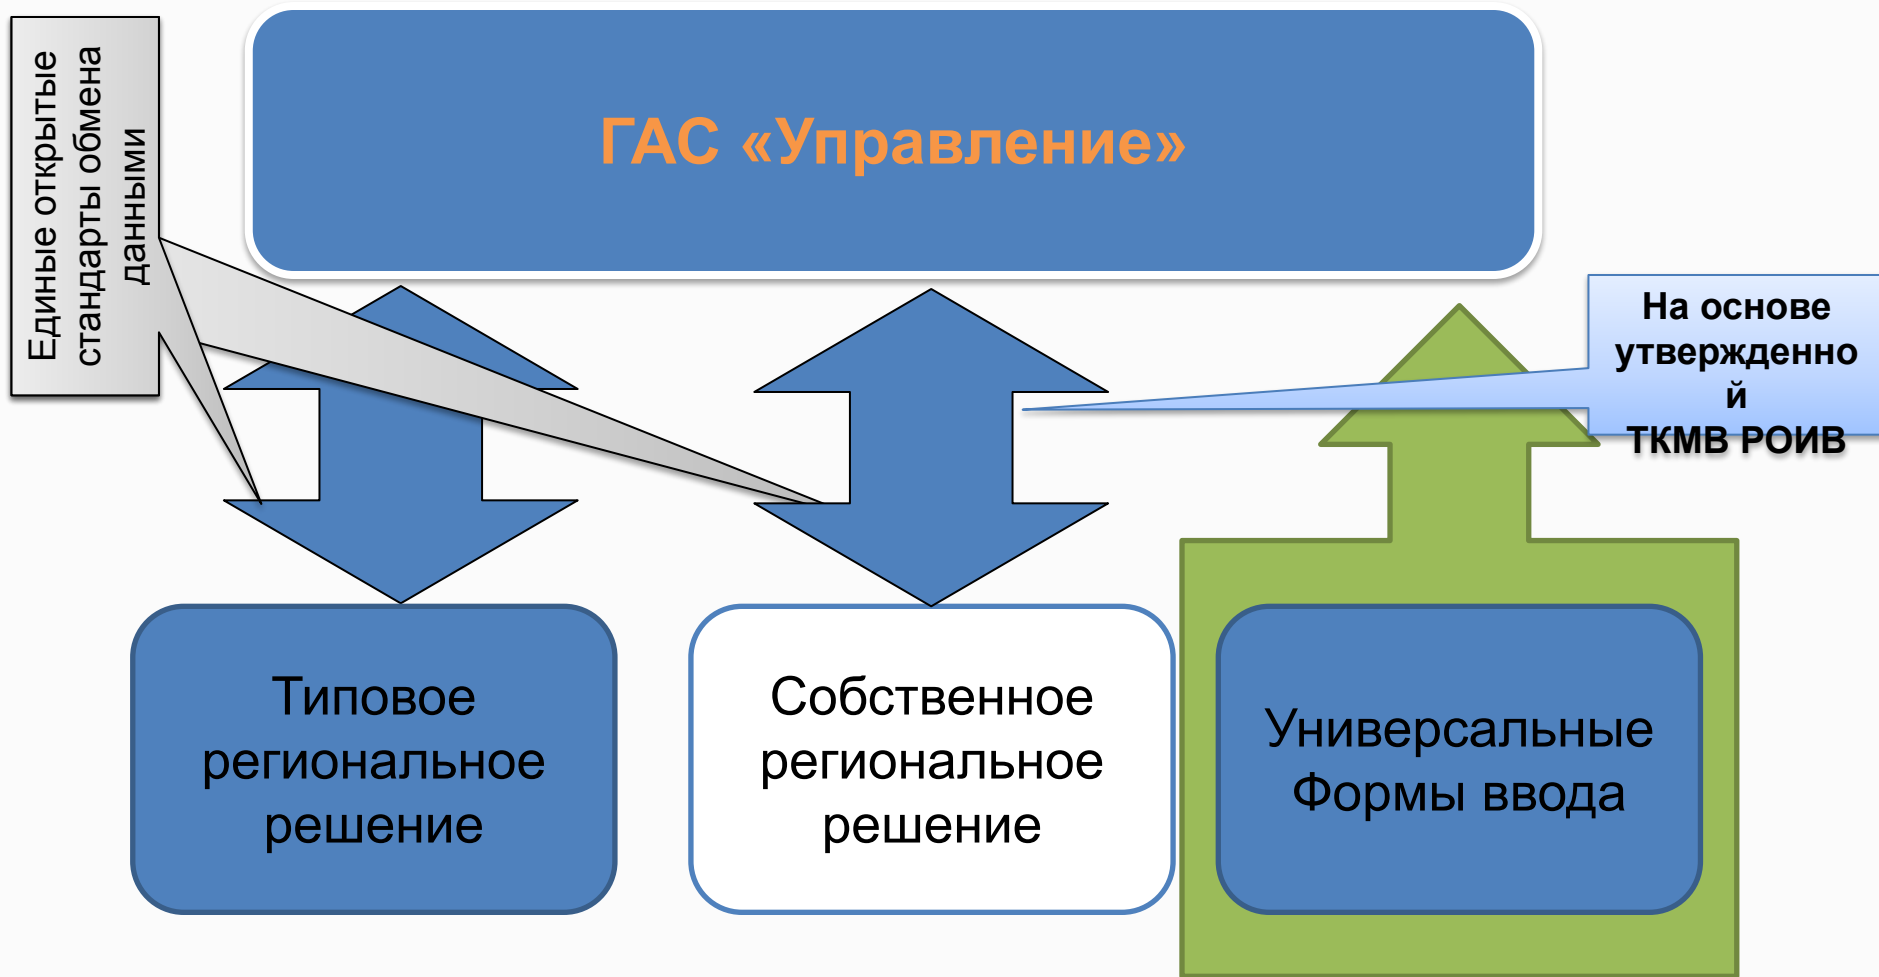 Единые открытые
стандарты обмена
данными
ГАС «Управление»
На основе
утвержденно
й
ТКМВ РОИВ
Типовое
региональное
решение
Собственное
региональное
решение
Универсальные
Формы ввода